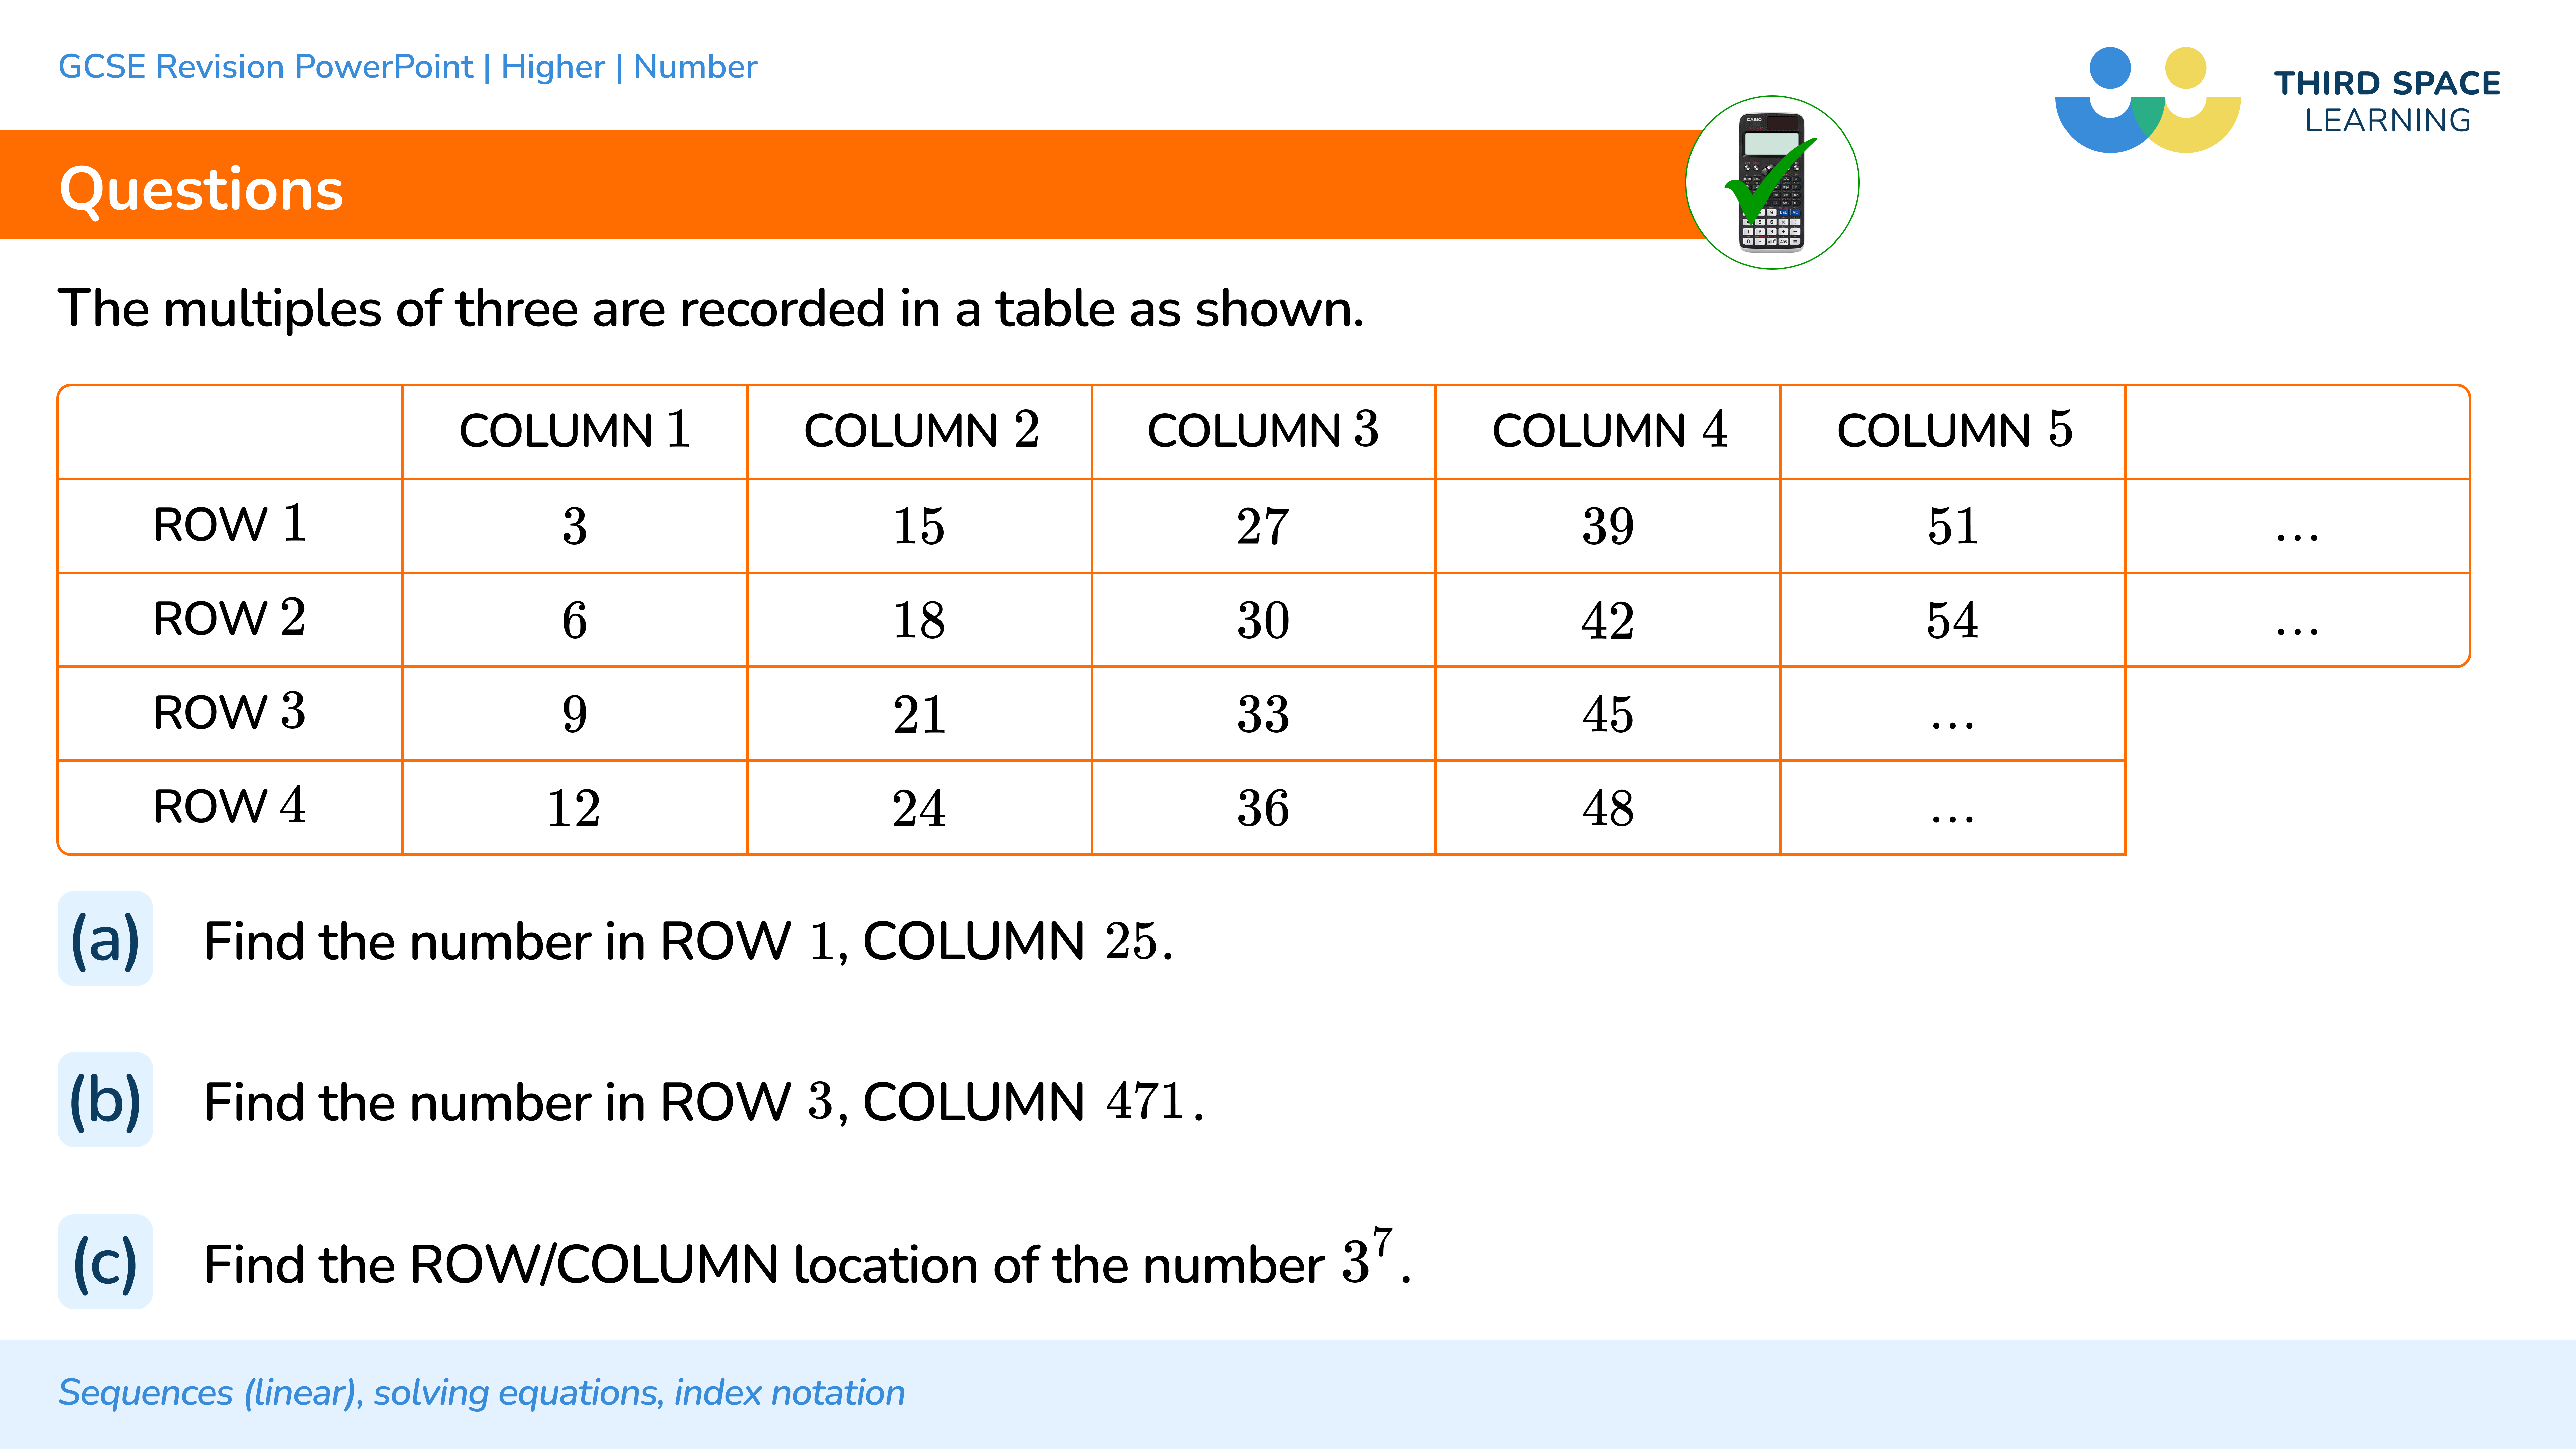 GCSE Revision PowerPoint | Higher | Number
THIRD SPACE
LEARNING
Questions
The multiples of three are recorded in a table as shown.
COLUMN 1 COLUMN 2 COLUMN 3 COLUMN 4 COLUMN 5
ROW 1 3 15 27 39 51 ...
ROW 2 6 18 30 42 54 ...
ROW 3 9 21 33 45 ...
ROW 4 12 24 36 48 ...
(a) Find the number in ROW 1, COLUMN 25.
(b) Find the number in ROW 3, COLUMN 471.
(c) Find the ROW/COLUMN location of the number 3⁷.
Sequences (linear), solving equations, index notation